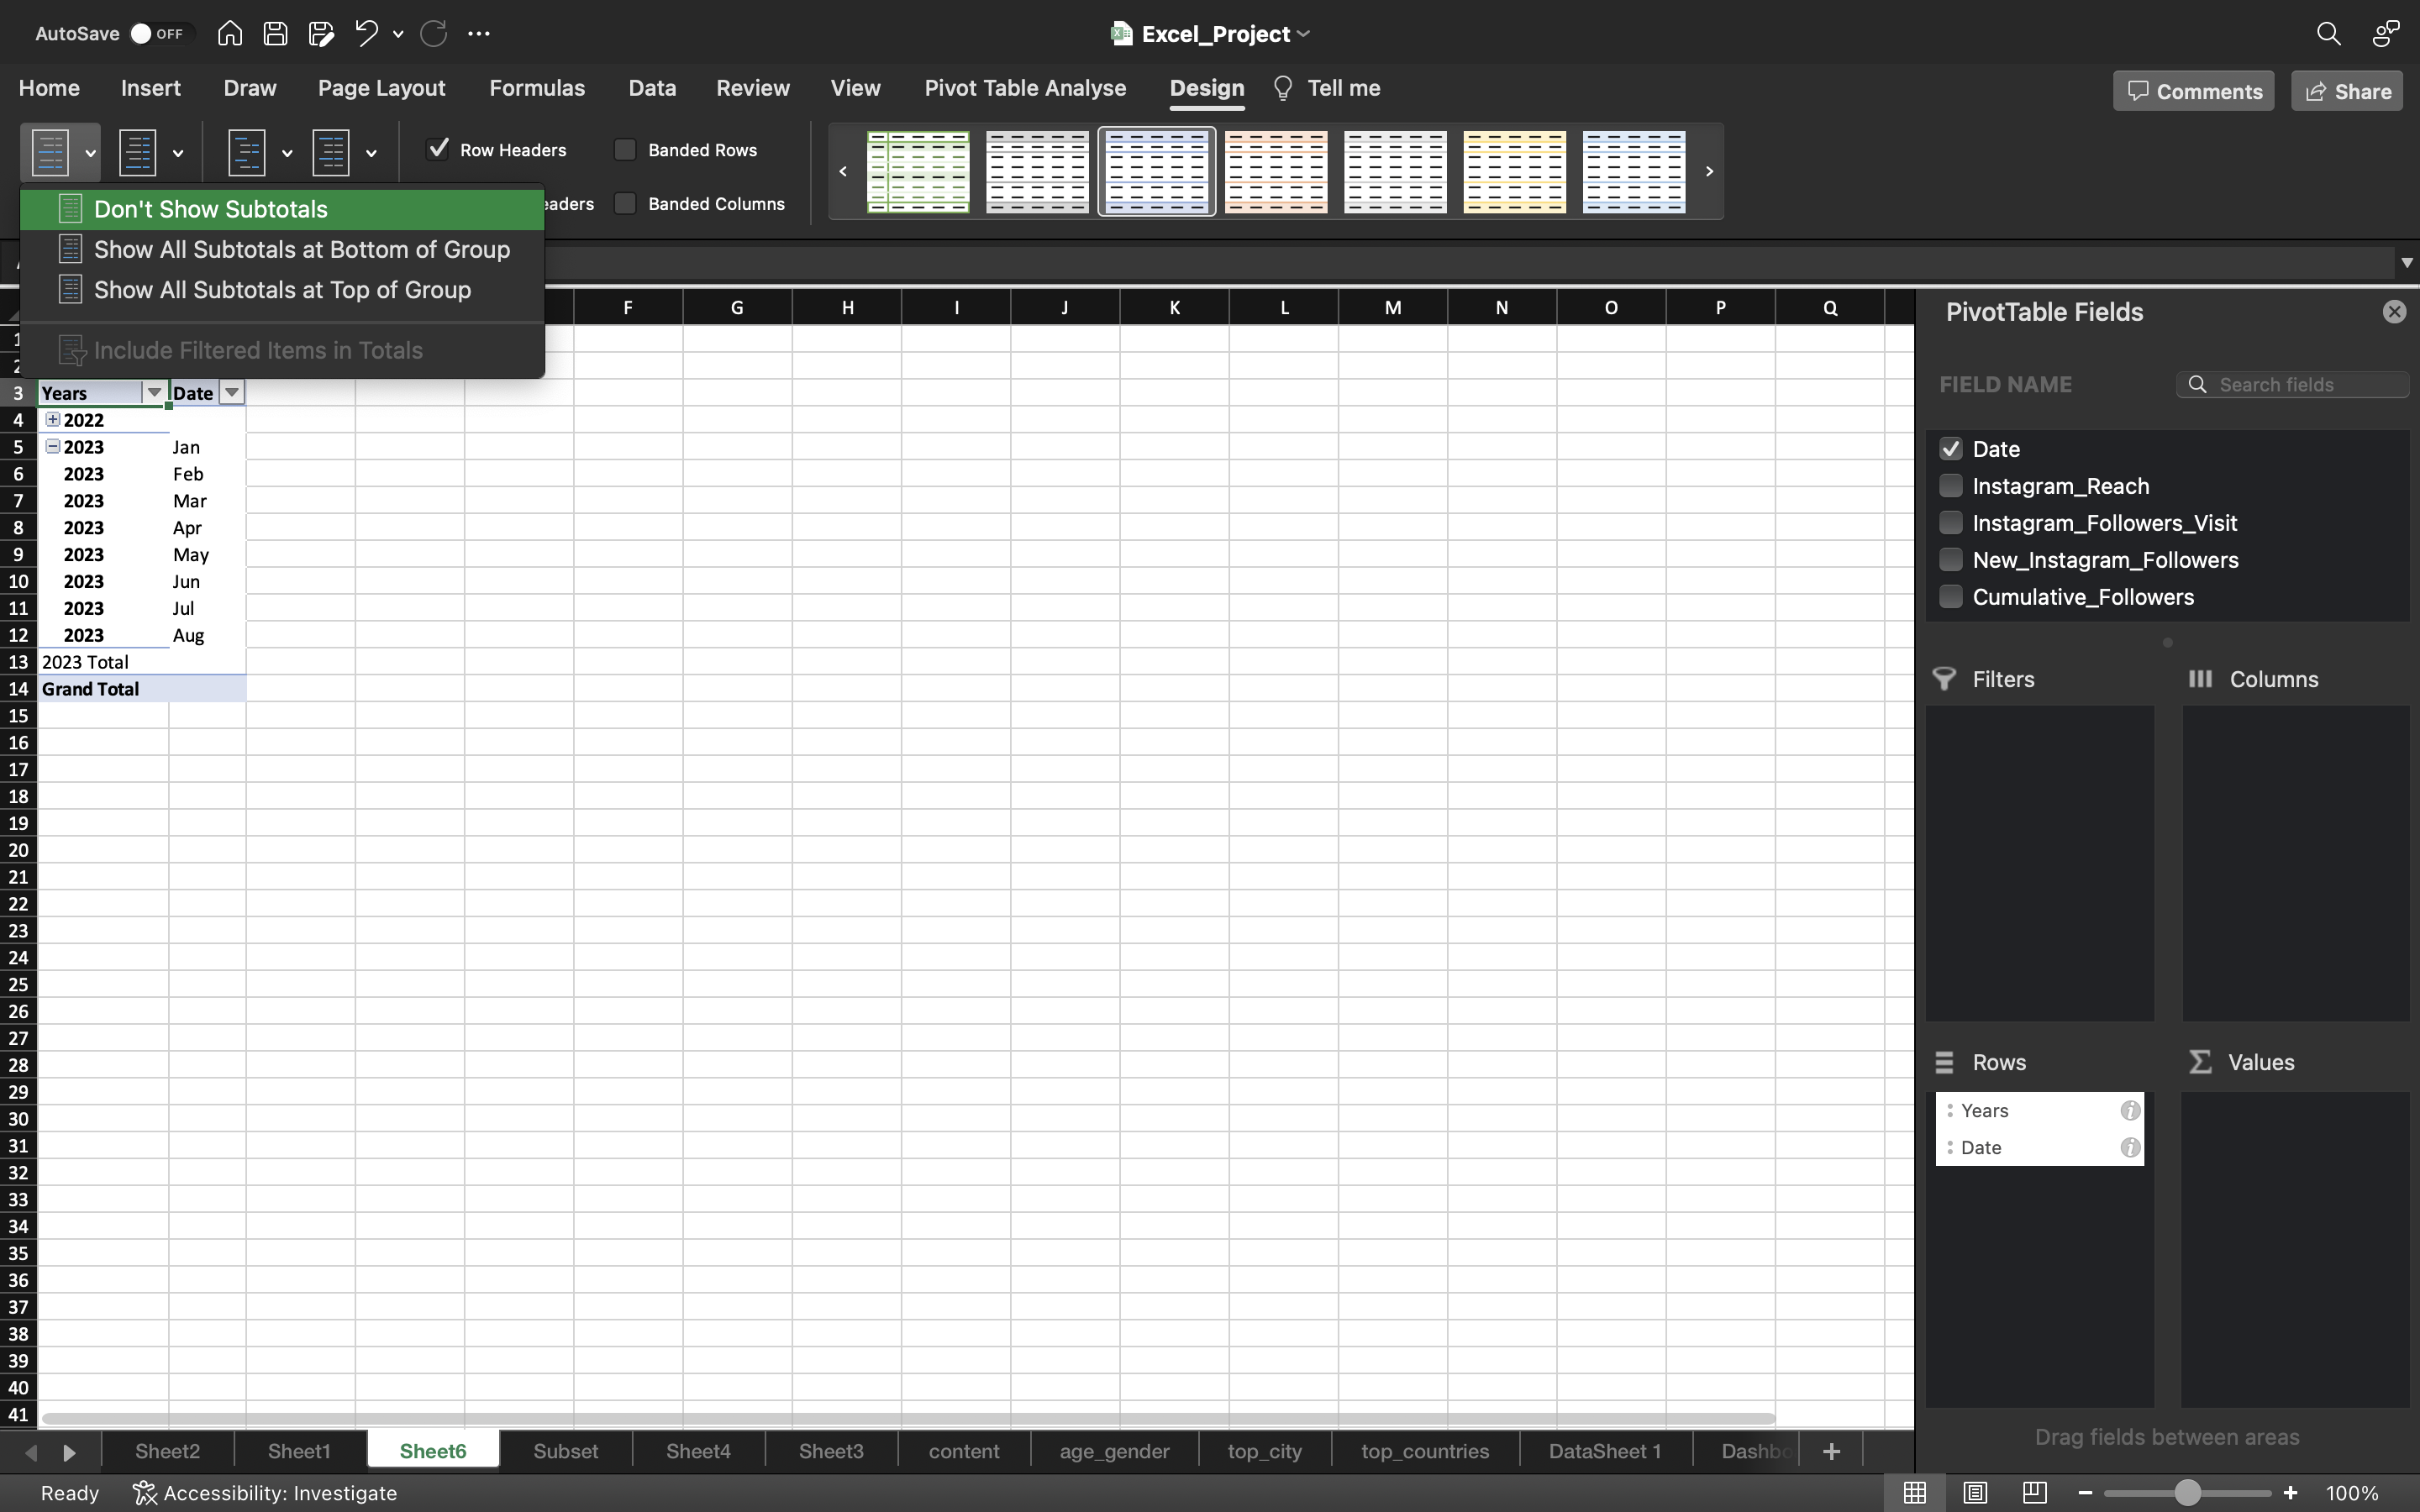 AutoSave OFF
Excel_Project
Home Insert Draw Page Layout Formulas Data Review View Pivot Table Analyse Design Tell me Comments Share
Row Headers Banded Rows
eaders Banded Columns
Don't Show Subtotals
Show All Subtotals at Bottom of Group
Show All Subtotals at Top of Group
Include Filtered Items in Totals
F G H I J K L M N O P Q
PivotTable Fields
FIELD NAME Search fields
Date
Instagram_Reach
Instagram_Followers_Visit
New_Instagram_Followers
Cumulative_Followers
Filters Columns
Rows Values
Years
Date
Drag fields between areas
1
2
3 Years Date
4 2022
5 2023 Jan
6 2023 Feb
7 2023 Mar
8 2023 Apr
9 2023 May
10 2023 Jun
11 2023 Jul
12 2023 Aug
13 2023 Total
14 Grand Total
15
16
17
18
19
20
21
22
23
24
25
26
27
28
29
30
31
32
33
34
35
36
37
38
39
40
41
Sheet2 Sheet1 Sheet6 Subset Sheet4 Sheet3 content age_gender top_city top_countries DataSheet 1 Dashbo
Ready Accessibility: Investigate 100%